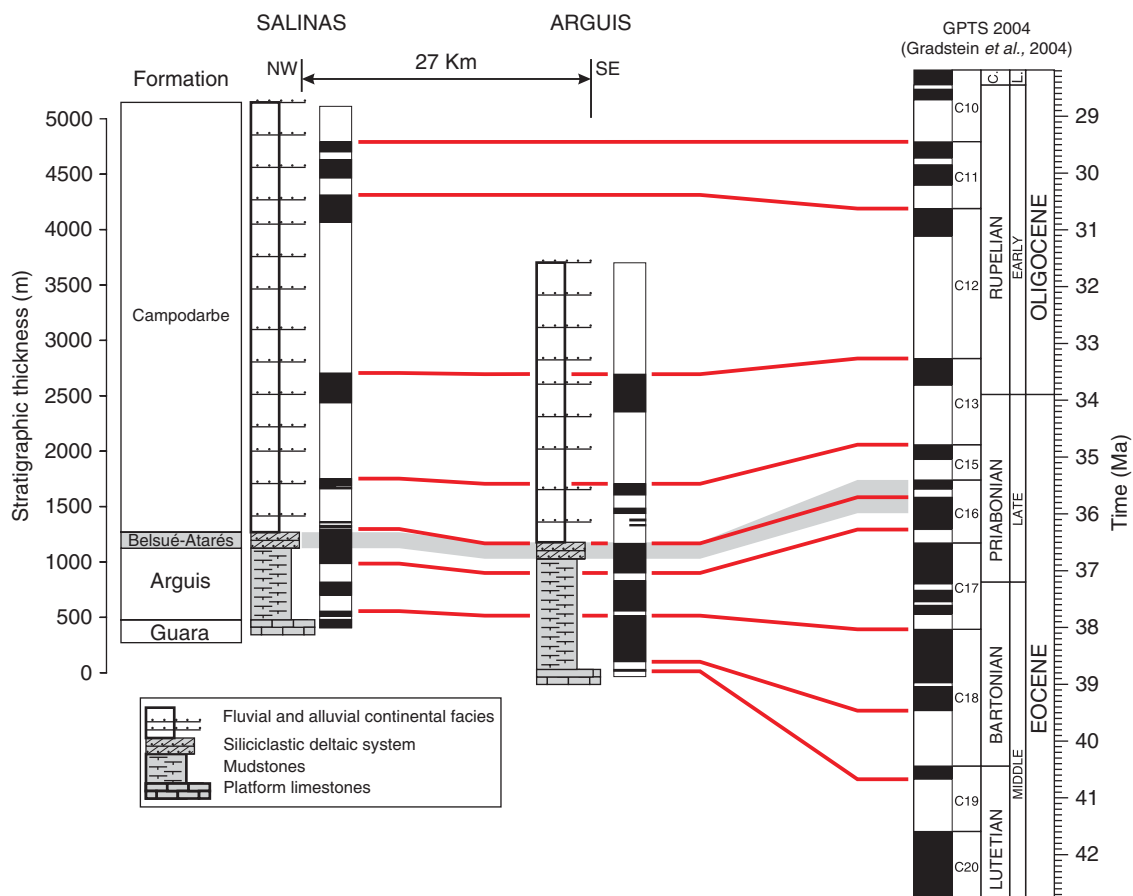 SALINAS
ARGUIS
GPTS 2004
(Gradstein et al., 2004)
Formation
NW
27 Km
SE
Stratigraphic thickness (m)
5000
4500
4000
3500
3000
2500
2000
1500
1000
500
0
Campodarbe
Belsué-Atarés
Arguis
Guara
C10
C11
C12
C13
C15
C16
C17
C18
C19
C20
RUPELIAN
PRIABONIAN
BARTONIAN
LUTETIAN
C.
L.
EARLY
LATE
MIDDLE
OLIGOCENE
EOCENE
29
30
31
32
33
34
35
36
37
38
39
40
41
42
Time (Ma)
Fluvial and alluvial continental facies
Siliciclastic deltaic system
Mudstones
Platform limestones